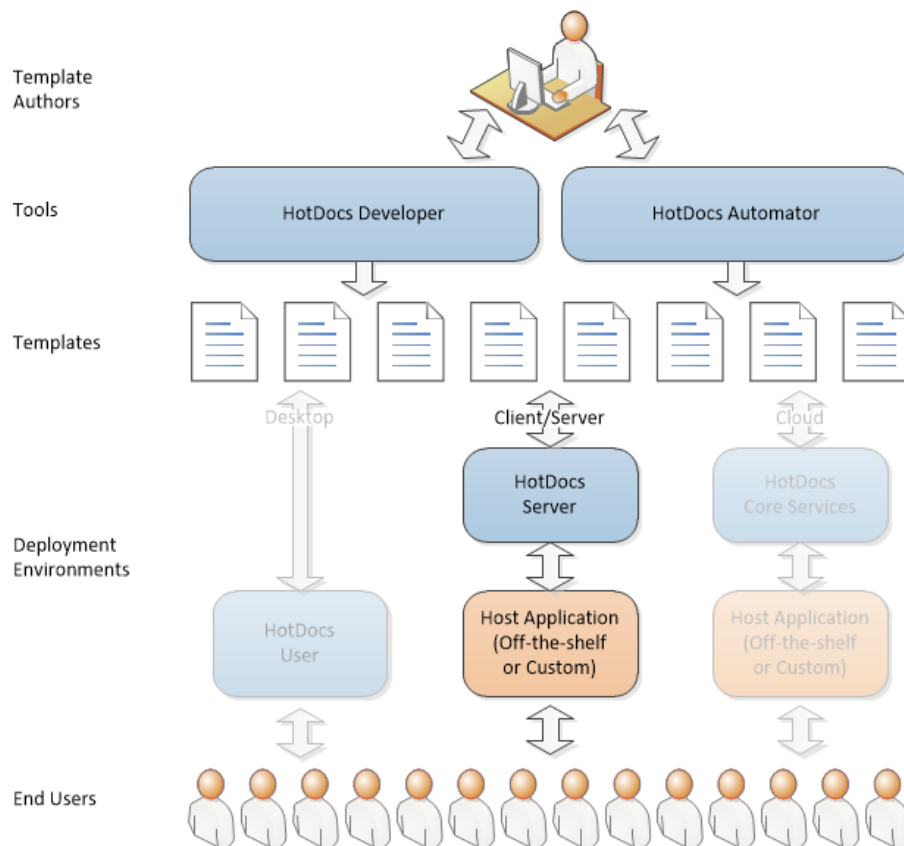 Template
Authors
Tools
HotDocs Developer
HotDocs Automator
Templates
Desktop
Client/Server
Cloud
HotDocs
Server
HotDocs
Core Services
Deployment
Environments
HotDocs
User
Host Application
(Off-the-shelf
or Custom)
Host Application
(Off-the-shelf
or Custom)
End Users